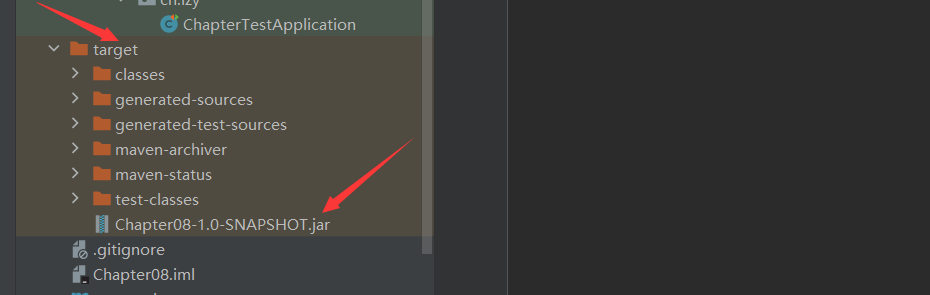 cn.lzy
ChapterTestApplication
target
classes
generated-sources
generated-test-sources
maven-archiver
maven-status
test-classes
Chapter08-1.0-SNAPSHOT.jar
.gitignore
Chapter08.iml